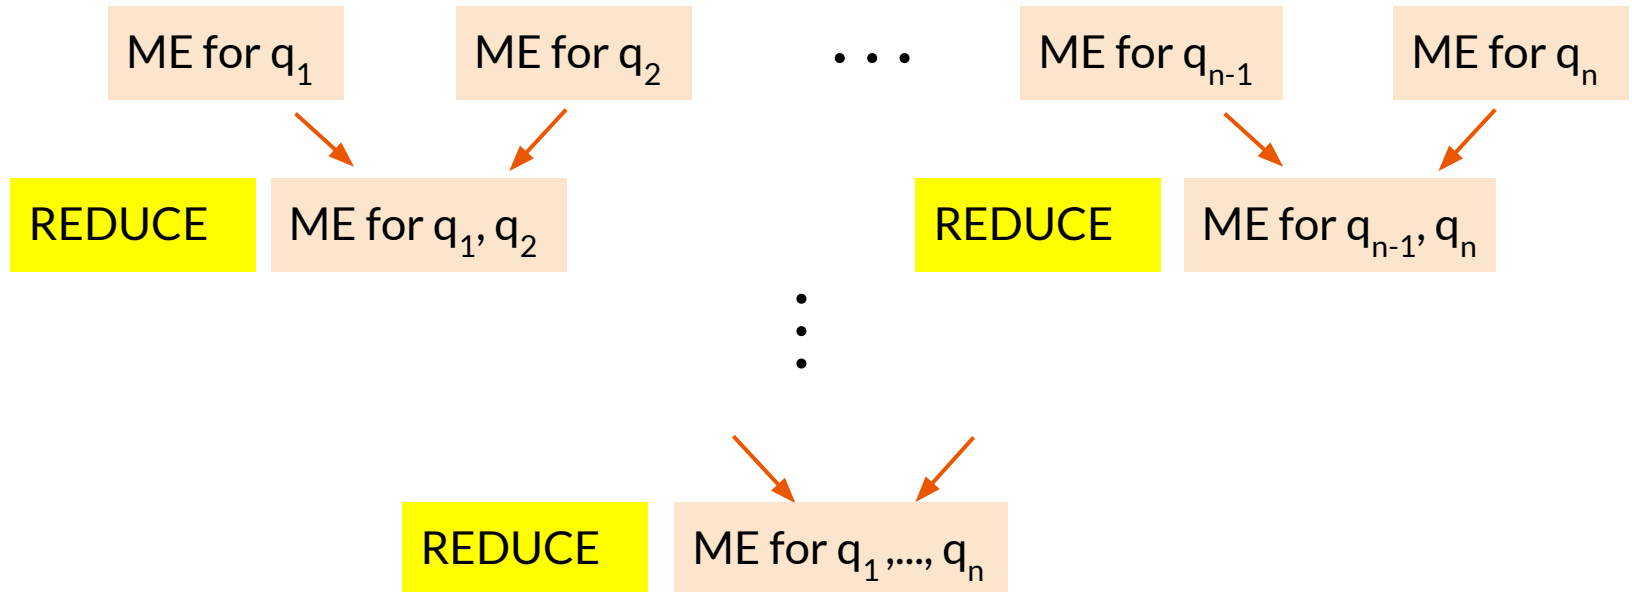 ME for q₁ ME for q₂ . . . ME for qₙ₋₁ ME for qₙ
REDUCE ME for q₁, q₂ REDUCE ME for qₙ₋₁, qₙ
REDUCE ME for q₁ ,..., qₙ